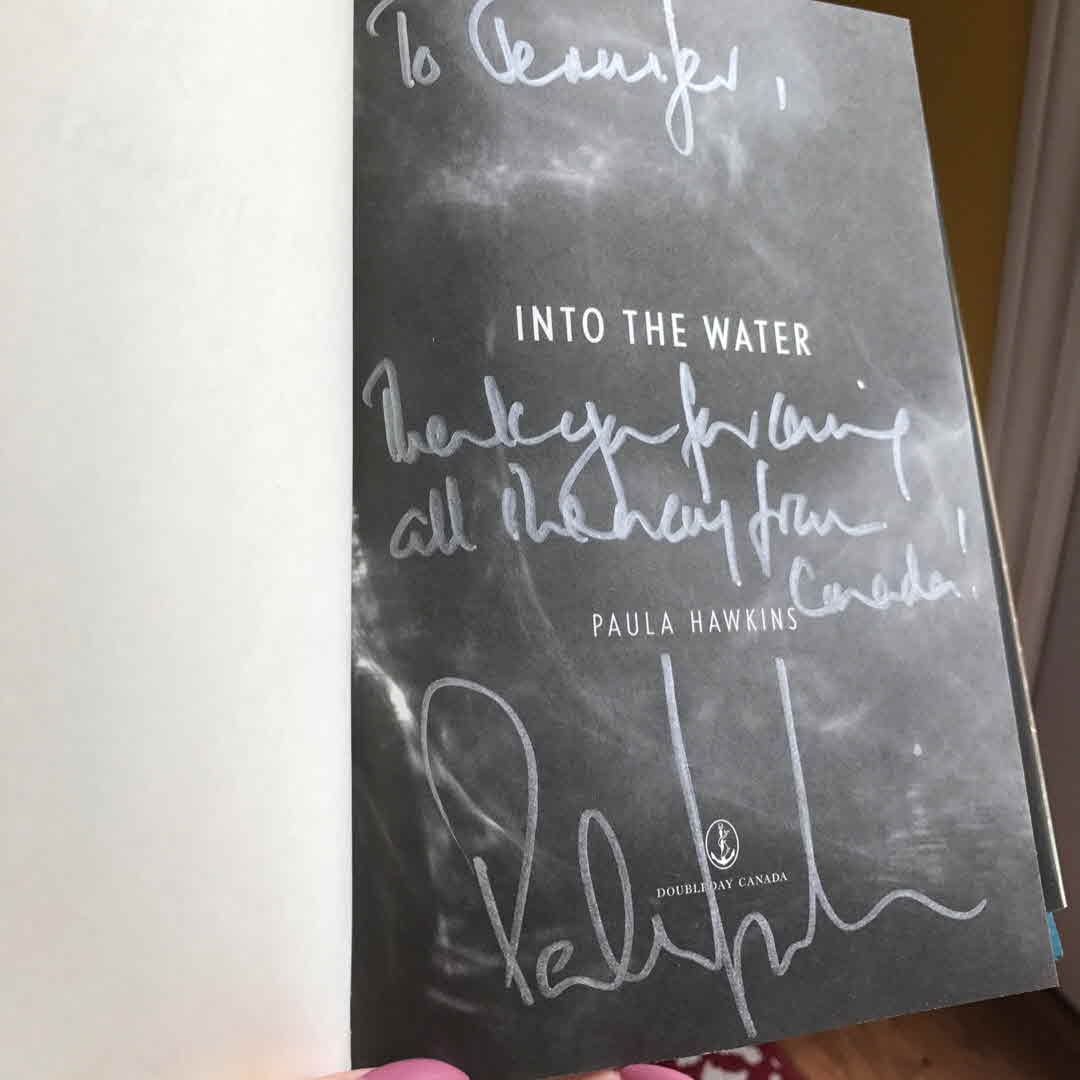 To Jennifer,
INTO THE WATER
Thank you for coming
all the way from
Canada!
PAULA HAWKINS
DOUBLEDAY CANADA